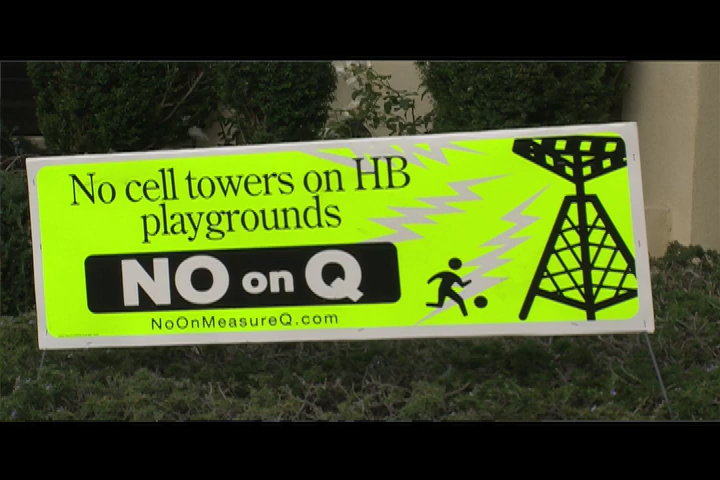 No cell towers on HB
playgrounds
NO on Q
NoOnMeasureQ.com